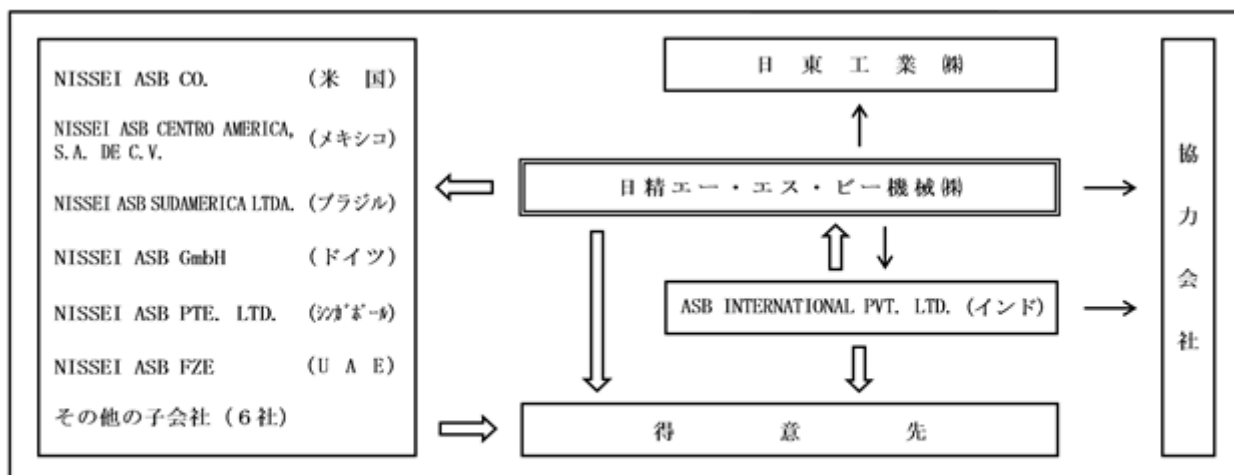 NISSEI ASB CO. (米 国)
NISSEI ASB CENTRO AMERICA, S.A. DE C.V. (メキシコ)
NISSEI ASB SUDAMERICA LTDA. (ブラジル)
NISSEI ASB GmbH (ドイツ)
NISSEI ASB PTE. LTD. (ｼﾝｶﾞﾎﾟｰﾙ)
NISSEI ASB FZE (U A E)
その他の子会社 (6社)
日 東 工 業 ㈱
日精エー・エス・ビー機械㈱
ASB INTERNATIONAL PVT. LTD. (インド)
得 意 先
協力会社